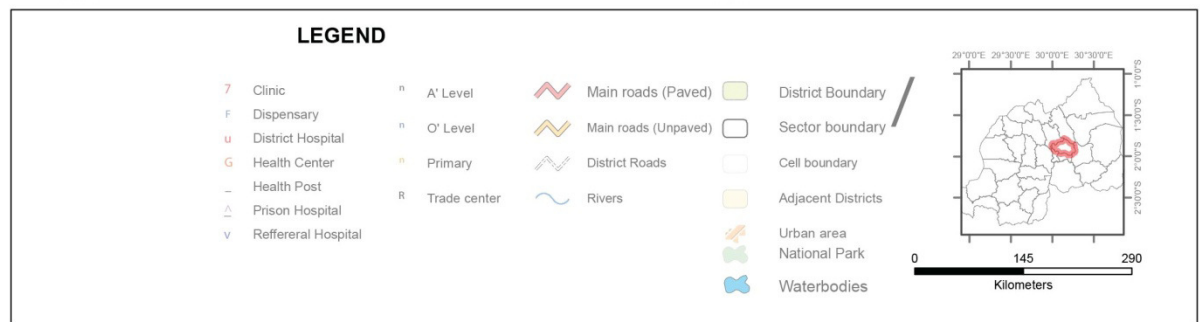 LEGEND
7 Clinic
F Dispensary
u District Hospital
G Health Center
_ Health Post
^ Prison Hospital
v Reffereral Hospital
n A' Level
n O' Level
n Primary
R Trade center
Main roads (Paved)
Main roads (Unpaved)
District Roads
Rivers
District Boundary
Sector boundary
Cell boundary
Adjacent Districts
Urban area
National Park
Waterbodies
29°0'0"E 29°30'0"E 30°0'0"E 30°30'0"E
1°0'0"S
1°30'0"S
2°0'0"S
2°30'0"S
0 145 290
Kilometers